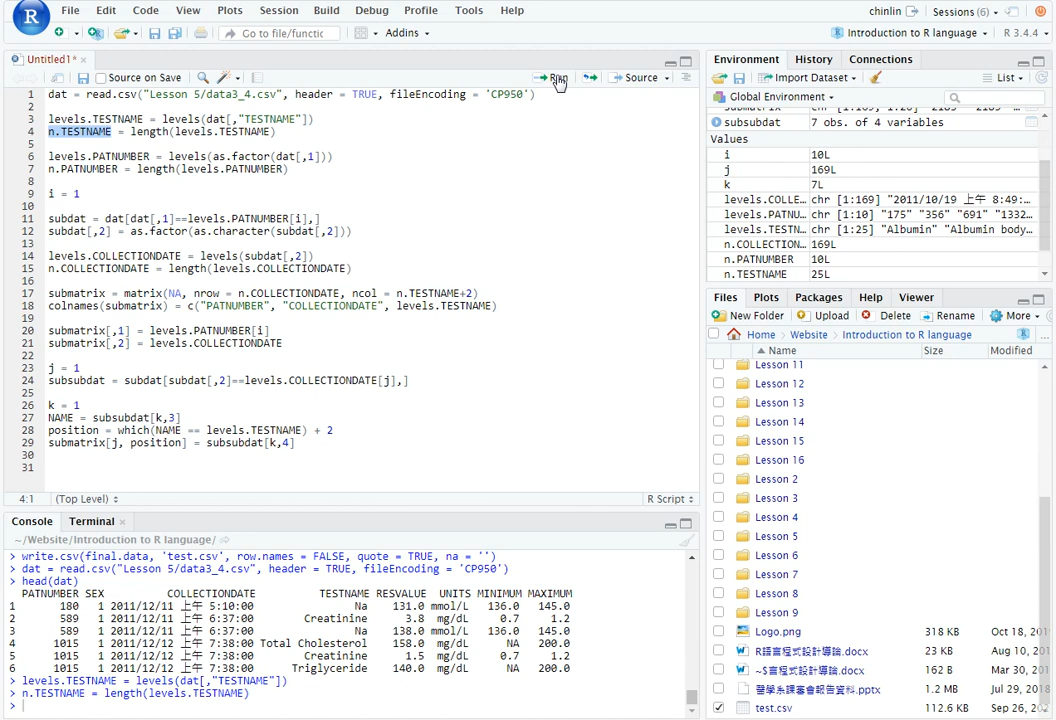 File Edit Code View Plots Session Build Debug Profile Tools Help
chinlin Sessions (6)
Go to file/functic Addins
Introduction to R language R 3.4.4
Untitled1*
Source on Save Run Source
1 dat = read.csv("Lesson 5/data3_4.csv", header = TRUE, fileEncoding = 'CP950')
2
3 levels.TESTNAME = levels(dat[,"TESTNAME"])
4 n.TESTNAME = length(levels.TESTNAME)
5
6 levels.PATNUMBER = levels(as.factor(dat[,1]))
7 n.PATNUMBER = length(levels.PATNUMBER)
8
9 i = 1
10
11 subdat = dat[dat[,1]==levels.PATNUMBER[i],]
12 subdat[,2] = as.factor(as.character(subdat[,2]))
13
14 levels.COLLECTIONDATE = levels(subdat[,2])
15 n.COLLECTIONDATE = length(levels.COLLECTIONDATE)
16
17 submatrix = matrix(NA, nrow = n.COLLECTIONDATE, ncol = n.TESTNAME+2)
18 colnames(submatrix) = c("PATNUMBER", "COLLECTIONDATE", levels.TESTNAME)
19
20 submatrix[,1] = levels.PATNUMBER[i]
21 submatrix[,2] = levels.COLLECTIONDATE
22
23 j = 1
24 subsubdat = subdat[subdat[,2]==levels.COLLECTIONDATE[j],]
25
26 k = 1
27 NAME = subsubdat[k,3]
28 position = which(NAME == levels.TESTNAME) + 2
29 submatrix[j, position] = subsubdat[k,4]
30
31
4:1 (Top Level) R Script
Console Terminal
~/Website/Introduction to R language/
> write.csv(final.data, 'test.csv', row.names = FALSE, quote = TRUE, na = '')
> dat = read.csv("Lesson 5/data3_4.csv", header = TRUE, fileEncoding = 'CP950')
> head(dat)
PATNUMBER SEX COLLECTIONDATE TESTNAME RESVALUE UNITS MINIMUM MAXIMUM
1 180 1 2011/12/11 上午 5:10:00 Na 131.0 mmol/L 136.0 145.0
2 589 1 2011/12/11 上午 6:37:00 Creatinine 3.8 mg/dL 0.7 1.2
3 589 1 2011/12/11 上午 6:37:00 Na 138.0 mmol/L 136.0 145.0
4 1015 1 2011/12/12 上午 7:38:00 Total Cholesterol 158.0 mg/dL NA 200.0
5 1015 1 2011/12/12 上午 7:38:00 Creatinine 1.5 mg/dL 0.7 1.2
6 1015 1 2011/12/12 上午 7:38:00 Triglyceride 140.0 mg/dL NA 200.0
> levels.TESTNAME = levels(dat[,"TESTNAME"])
> n.TESTNAME = length(levels.TESTNAME)
>
Environment History Connections
Import Dataset List
Global Environment
subsubdat 7 obs. of 4 variables
Values
i 10L
j 169L
k 7L
levels.COLLE… chr [1:169] "2011/10/19 上午 8:49:…
levels.PATNU… chr [1:10] "175" "356" "691" "1332…
levels.TESTN… chr [1:25] "Albumin" "Albumin body…
n.COLLECTION… 169L
n.PATNUMBER 10L
n.TESTNAME 25L
Files Plots Packages Help Viewer
New Folder Upload Delete Rename More
Home Website Introduction to R language
Name Size Modified
Lesson 11
Lesson 12
Lesson 13
Lesson 14
Lesson 15
Lesson 16
Lesson 2
Lesson 3
Lesson 4
Lesson 5
Lesson 6
Lesson 7
Lesson 8
Lesson 9
Logo.png 318 KB Oct 18, 201
R語言程式設計導論.docx 23 KB Aug 10, 201
~$言程式設計導論.docx 162 B Mar 30, 201
1.2 MB Jul 29, 2018
test.csv 112.6 KB Sep 26, 20